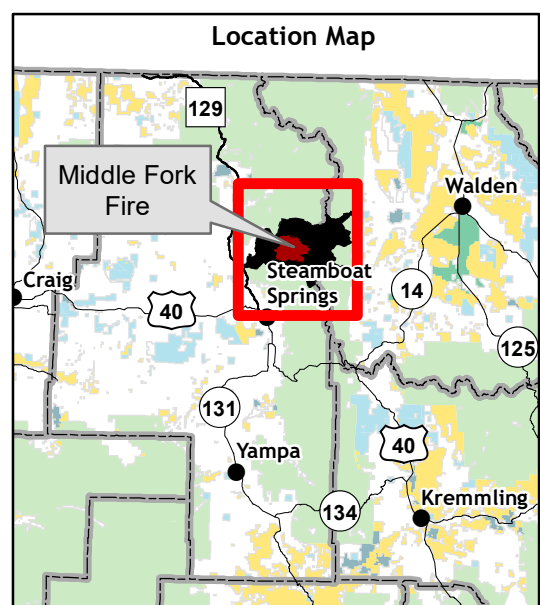 Location Map
129
Middle Fork
Fire
Walden
Steamboat
Springs
Craig
40
14
125
131
40
Yampa
134
Kremmling